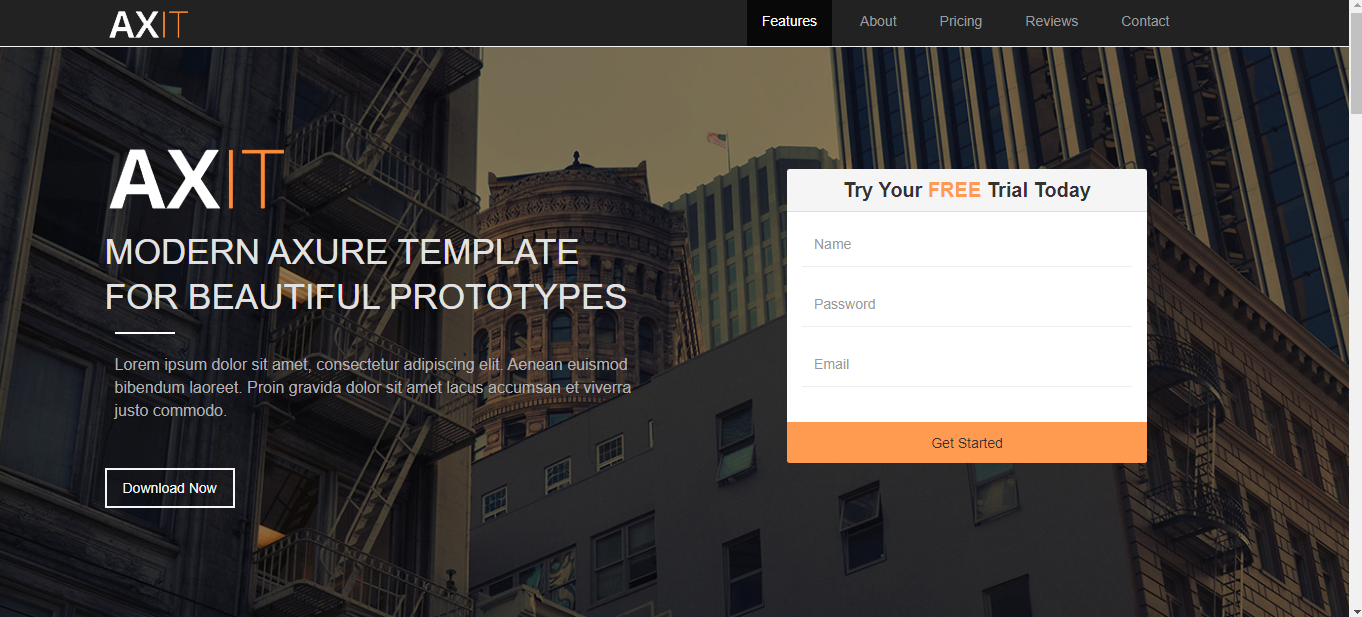 AXIT
Features
About
Pricing
Reviews
Contact
AXIT
MODERN AXURE TEMPLATE
FOR BEAUTIFUL PROTOTYPES
Lorem ipsum dolor sit amet, consectetur adipiscing elit. Aenean euismod
bibendum laoreet. Proin gravida dolor sit amet lacus accumsan et viverra
justo commodo.
Download Now
Try Your FREE Trial Today
Name
Password
Email
Get Started